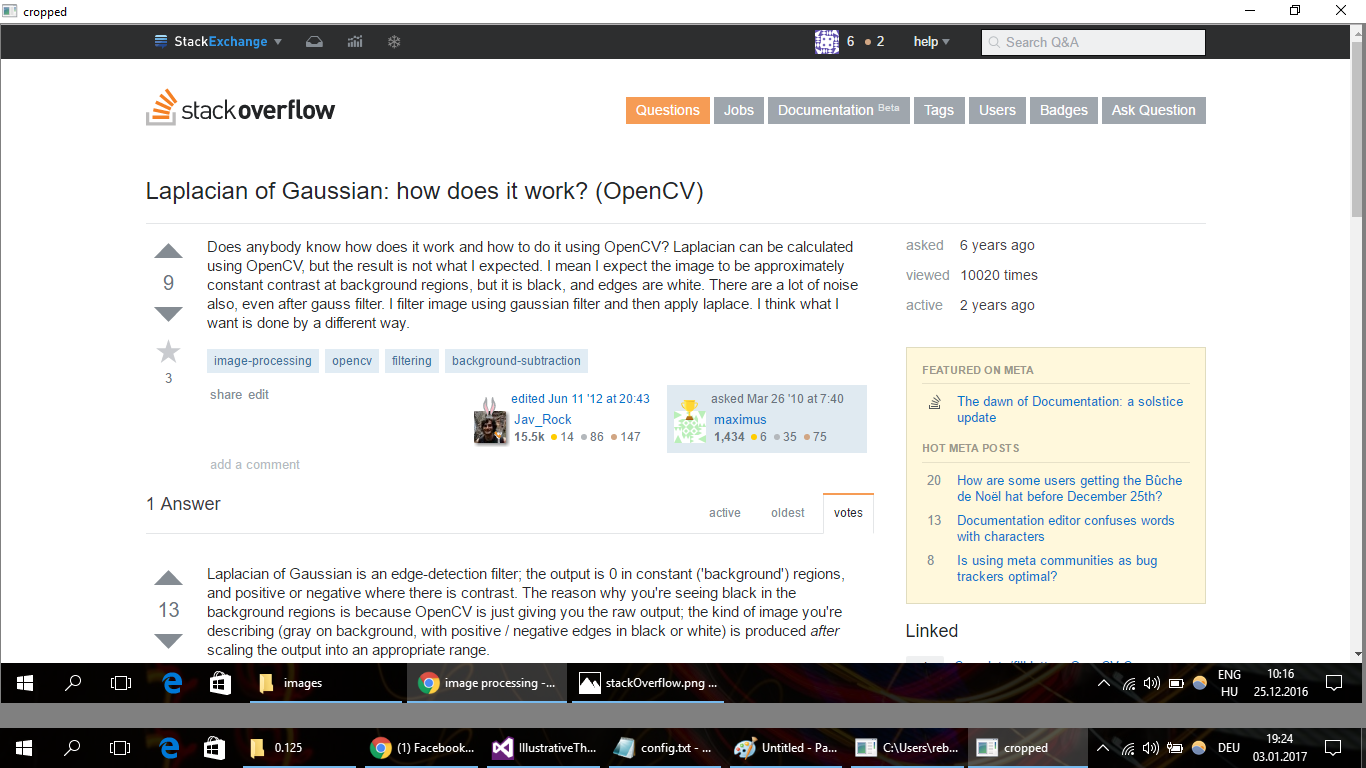 cropped
StackExchange
6 2
help
Search Q&A
stackoverflow
Questions Jobs Documentation Beta Tags Users Badges Ask Question
Laplacian of Gaussian: how does it work? (OpenCV)
9
3
Does anybody know how does it work and how to do it using OpenCV? Laplacian can be calculated
using OpenCV, but the result is not what I expected. I mean I expect the image to be approximately
constant contrast at background regions, but it is black, and edges are white. There are a lot of noise
also, even after gauss filter. I filter image using gaussian filter and then apply laplace. I think what I
want is done by a different way.
image-processing opencv filtering background-subtraction
share edit
edited Jun 11 '12 at 20:43
Jav_Rock
15.5k 14 86 147
asked Mar 26 '10 at 7:40
maximus
1,434 6 35 75
add a comment
1 Answer
active oldest votes
13
Laplacian of Gaussian is an edge-detection filter; the output is 0 in constant ('background') regions,
and positive or negative where there is contrast. The reason why you're seeing black in the
background regions is because OpenCV is just giving you the raw output; the kind of image you're
describing (gray on background, with positive / negative edges in black or white) is produced after
scaling the output into an appropriate range.
asked 6 years ago
viewed 10020 times
active 2 years ago
FEATURED ON META
The dawn of Documentation: a solstice
update
HOT META POSTS
20 How are some users getting the Bûche
de Noël hat before December 25th?
13 Documentation editor confuses words
with characters
8 Is using meta communities as bug
trackers optimal?
Linked
images
image processing -...
stackOverflow.png ...
ENG
HU
10:16
25.12.2016
0.125
(1) Facebook...
IllustrativeTh...
config.txt - ...
Untitled - Pa...
C:\Users\reb...
cropped
DEU
19:24
03.01.2017